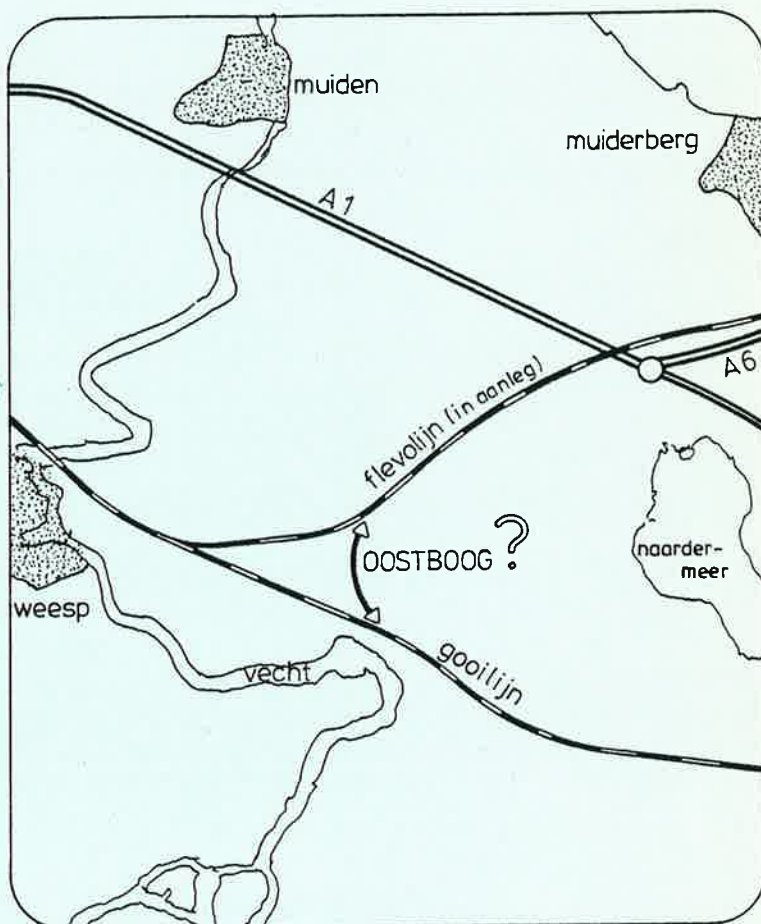 muiden
muiderberg
A1
A6
flevolijn (in aanleg)
OOSTBOOG?
naarder-
meer
weesp
vecht
gooilijn